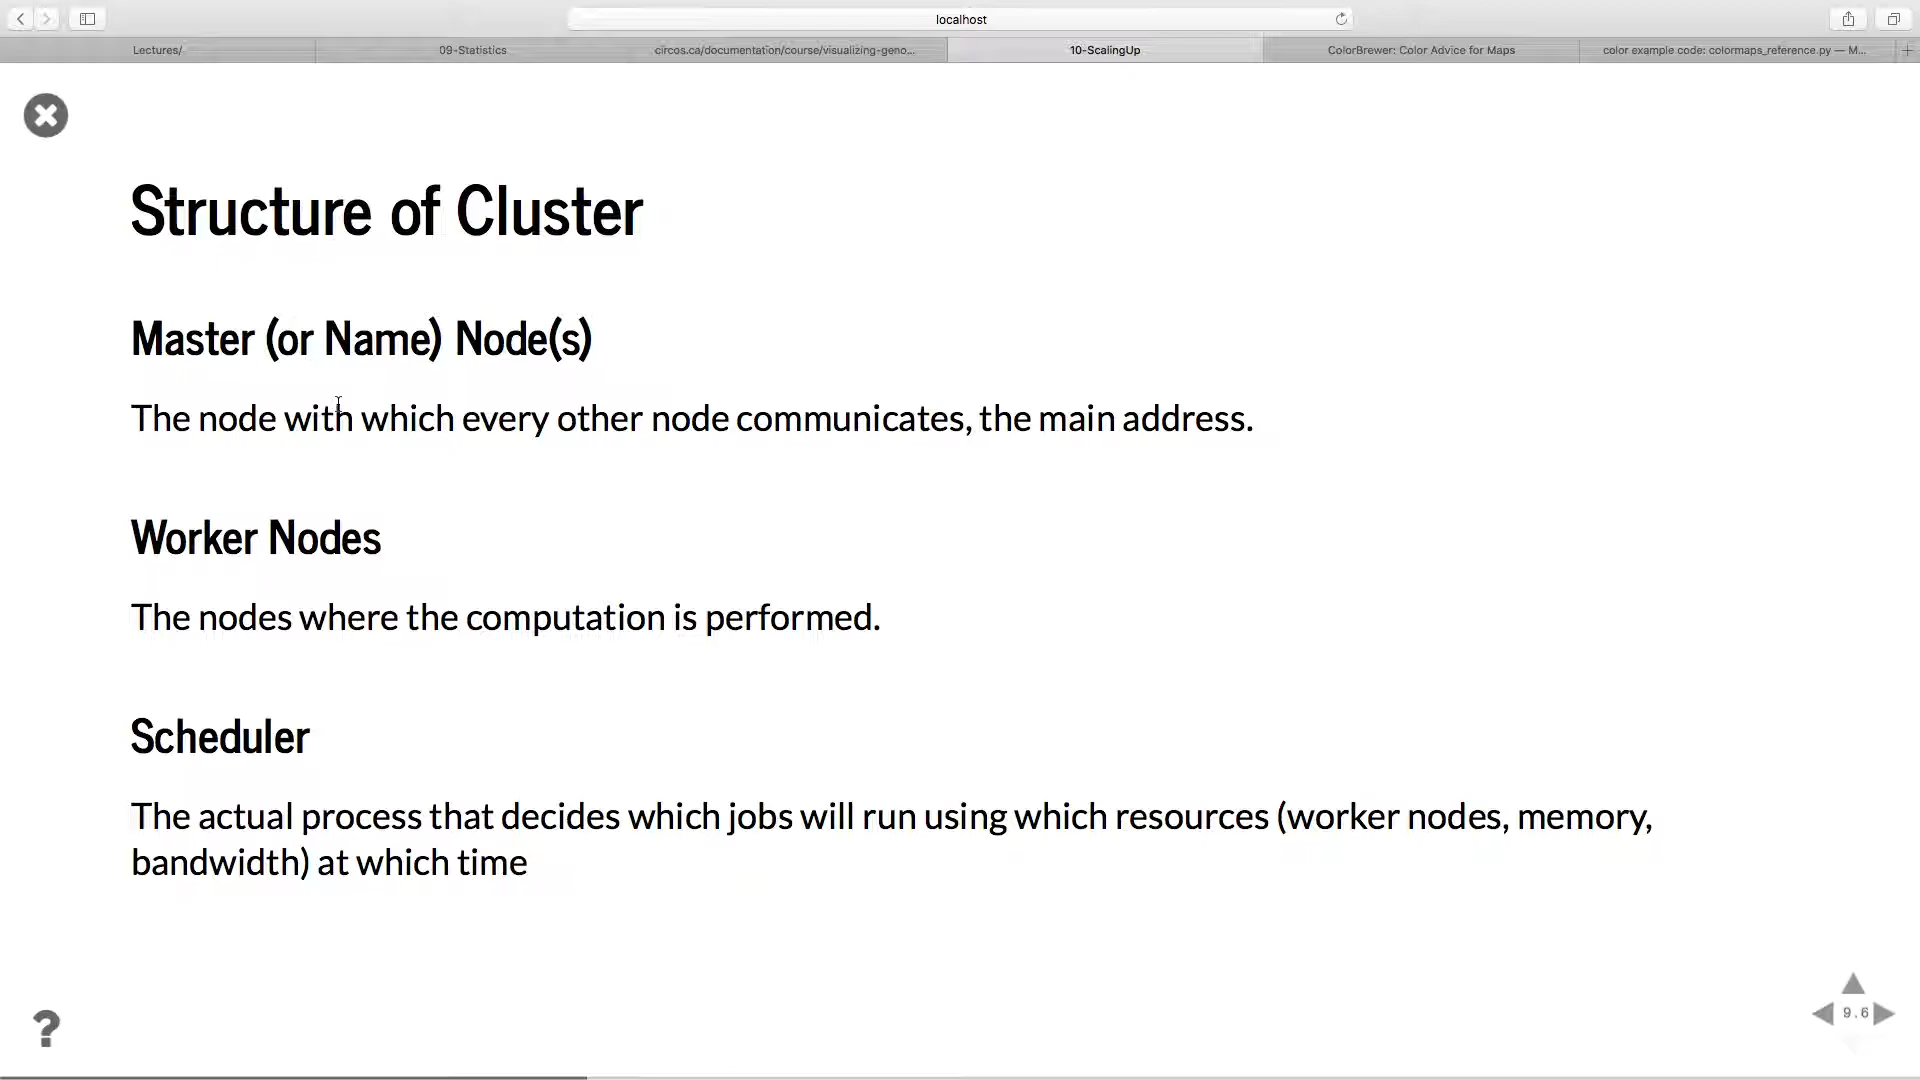 localhost
Lectures/
09-Statistics
circos.ca/documentation/course/visualizing-geno...
10-ScalingUp
ColorBrewer: Color Advice for Maps
color example code: colormaps_reference.py — M...
Structure of Cluster
Master (or Name) Node(s)
The node with which every other node communicates, the main address.
Worker Nodes
The nodes where the computation is performed.
Scheduler
The actual process that decides which jobs will run using which resources (worker nodes, memory,
bandwidth) at which time
?
9.6